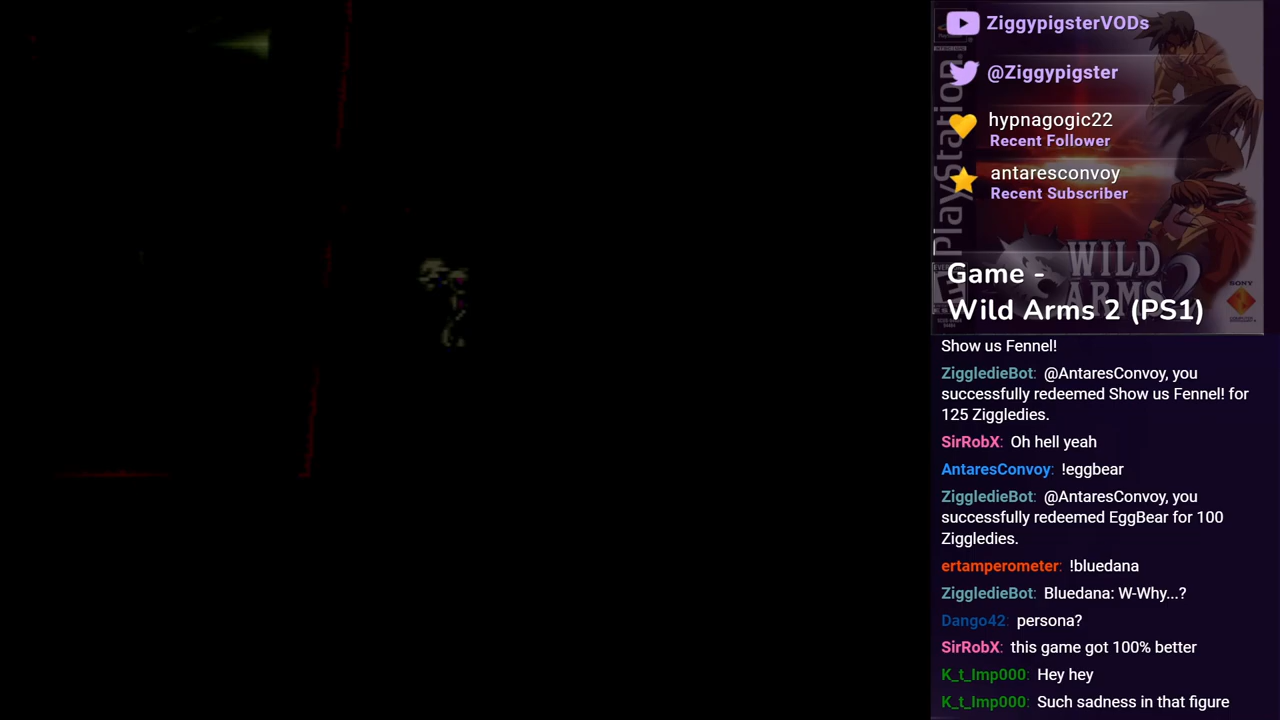 ZiggypigsterVODs
@Ziggypigster
hypnagogic22
Recent Follower
antaresconvoy
Recent Subscriber
PlayStation
WILD
ARMS 2
Game -
Wild Arms 2 (PS1)
SONY
Show us Fennel!
ZiggledieBot: @AntaresConvoy, you
successfully redeemed Show us Fennel! for
125 Ziggledies.
SirRobX: Oh hell yeah
AntaresConvoy: !eggbear
ZiggledieBot: @AntaresConvoy, you
successfully redeemed EggBear for 100
Ziggledies.
ertamperometer: !bluedana
ZiggledieBot: Bluedana: W-Why...?
Dango42: persona?
SirRobX: this game got 100% better
K_t_Imp000: Hey hey
K_t_Imp000: Such sadness in that figure